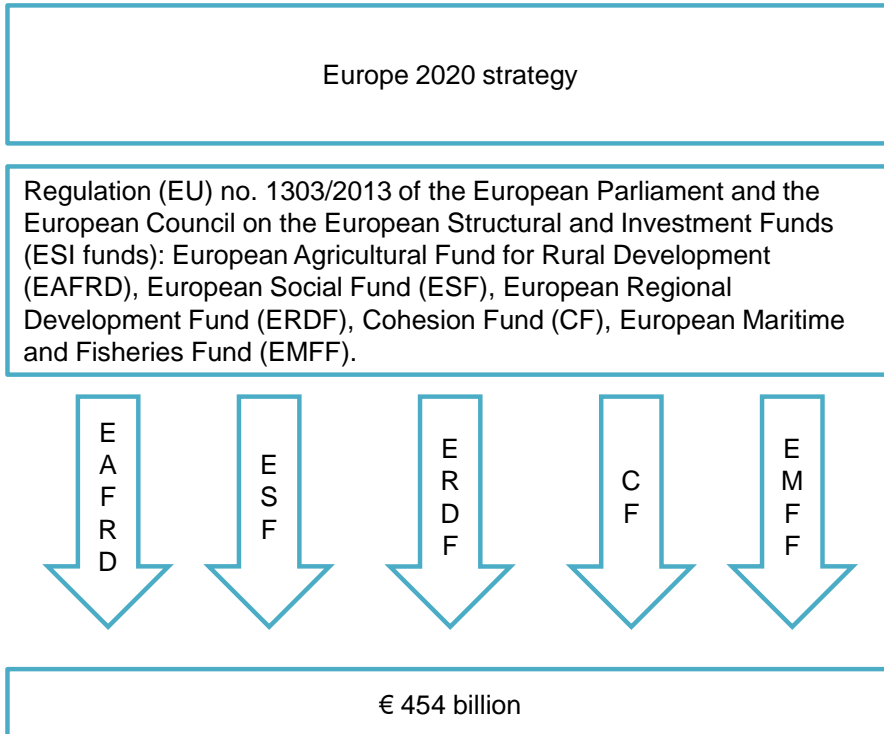 Europe 2020 strategy
Regulation (EU) no. 1303/2013 of the European Parliament and the
European Council on the European Structural and Investment Funds
(ESI funds): European Agricultural Fund for Rural Development
(EAFRD), European Social Fund (ESF), European Regional
Development Fund (ERDF), Cohesion Fund (CF), European Maritime
and Fisheries Fund (EMFF).
EAFRD
ESF
ERDF
CF
EMFF
€ 454 billion